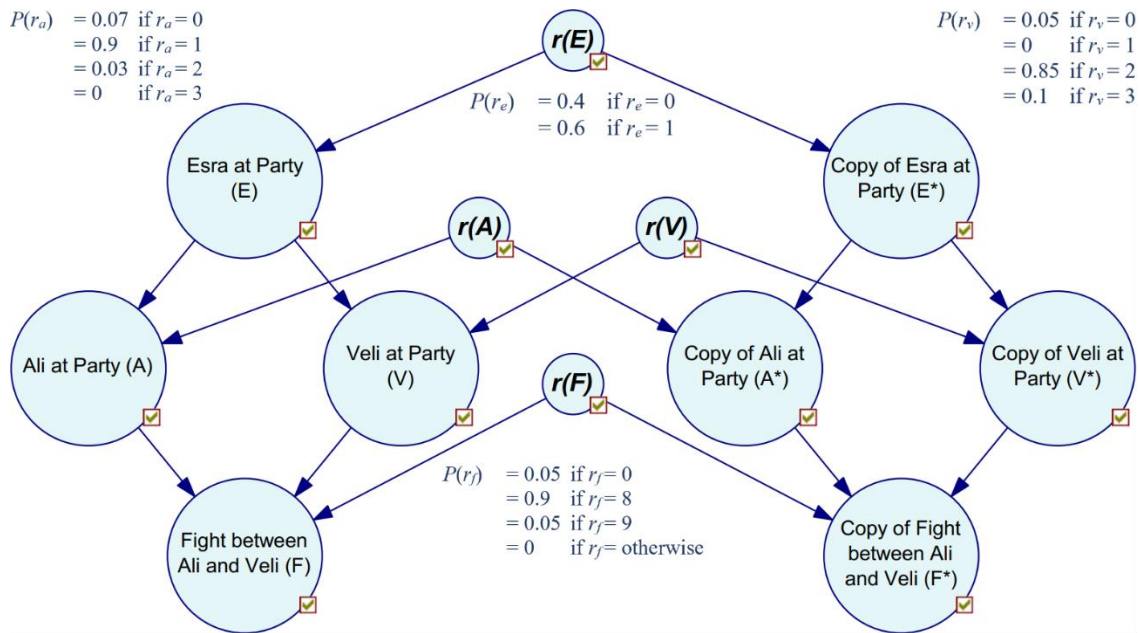 P(rₐ) = 0.07 if rₐ = 0
= 0.9 if rₐ = 1
= 0.03 if rₐ = 2
= 0 if rₐ = 3
r(E)
P(rᵥ) = 0.05 if rᵥ = 0
= 0 if rᵥ = 1
= 0.85 if rᵥ = 2
= 0.1 if rᵥ = 3
P(rₑ) = 0.4 if rₑ = 0
= 0.6 if rₑ = 1
Esra at Party
(E)
Copy of Esra at
Party (E*)
r(A)
r(V)
Ali at Party (A)
Veli at Party
(V)
Copy of Ali at
Party (A*)
Copy of Veli at
Party (V*)
r(F)
P(r_f) = 0.05 if r_f = 0
= 0.9 if r_f = 8
= 0.05 if r_f = 9
= 0 if r_f = otherwise
Fight between
Ali and Veli (F)
Copy of Fight
between Ali
and Veli (F*)